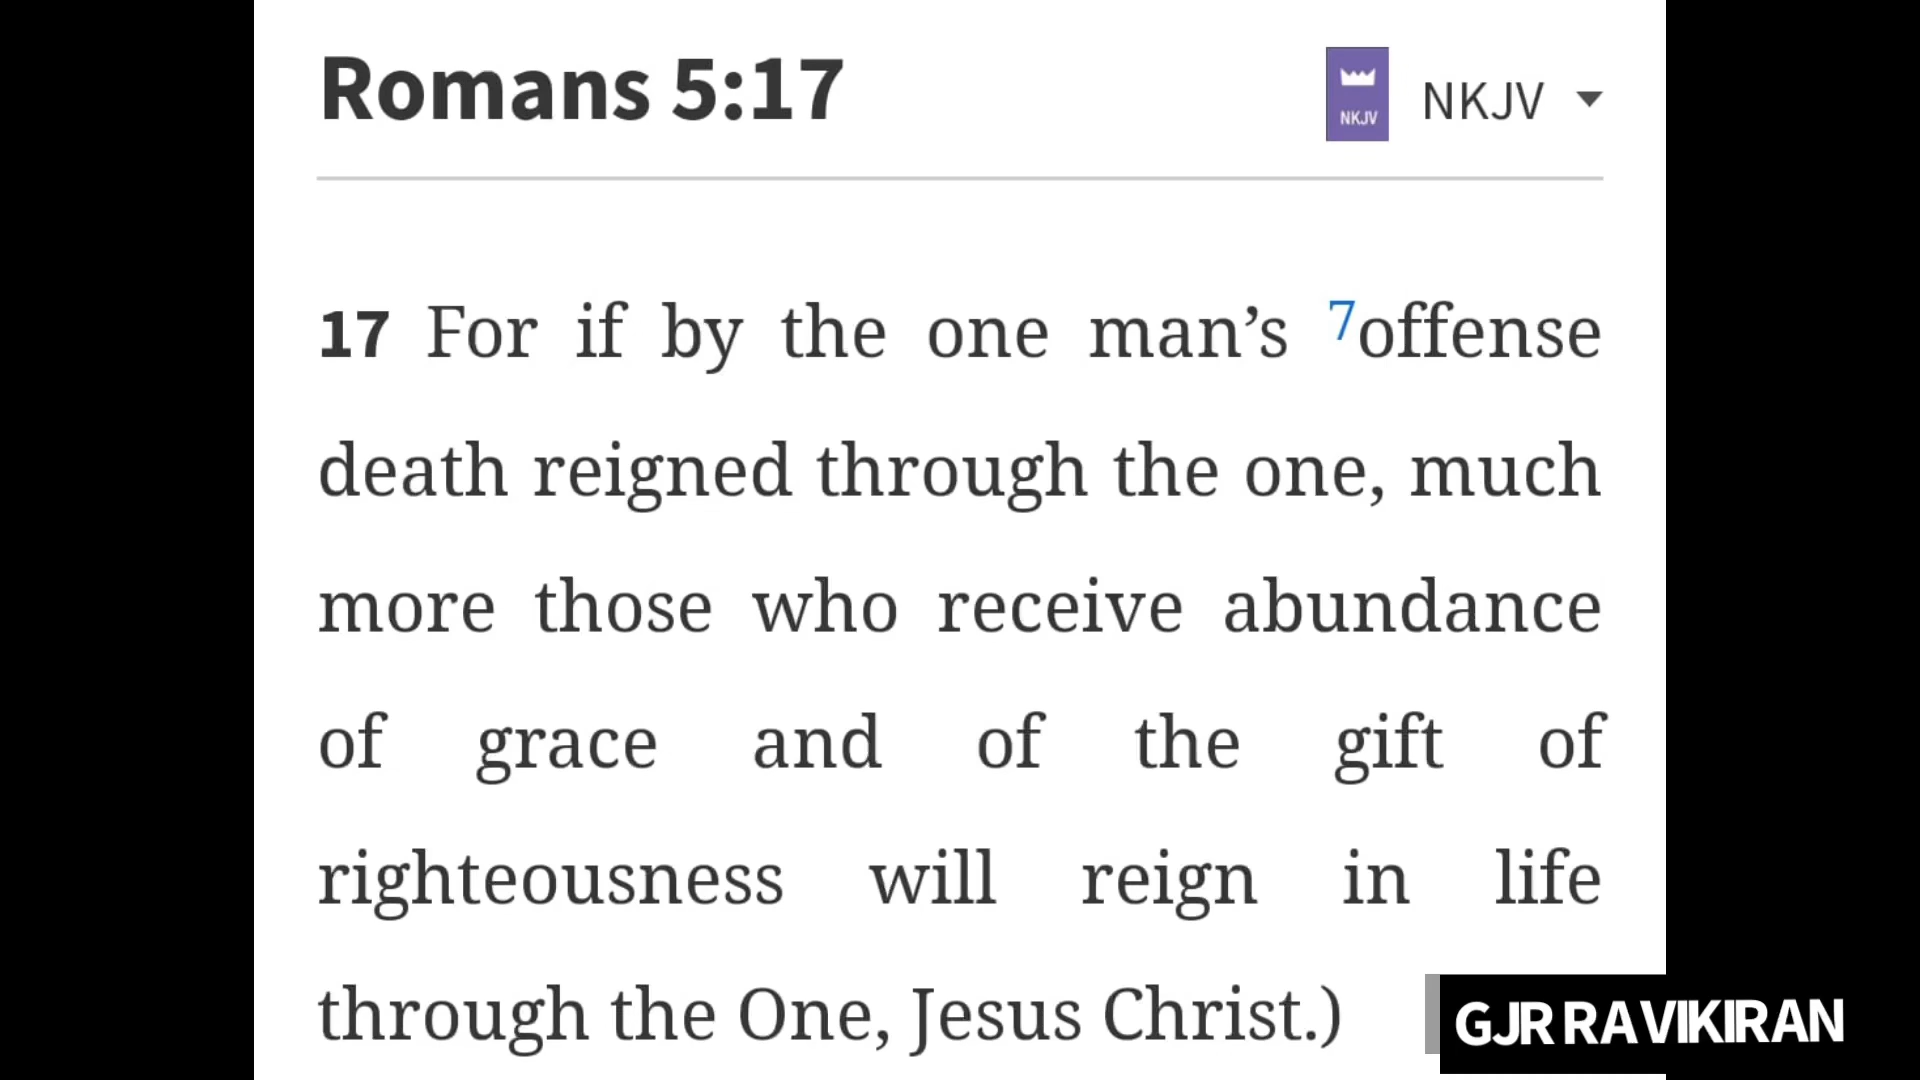 Romans 5:17
NKJV
NKJV
17 For if by the one man’s 7offense
death reigned through the one, much
more those who receive abundance
of grace and of the gift of
righteousness will reign in life
through the One, Jesus Christ.)
GJR RAVIKIRAN